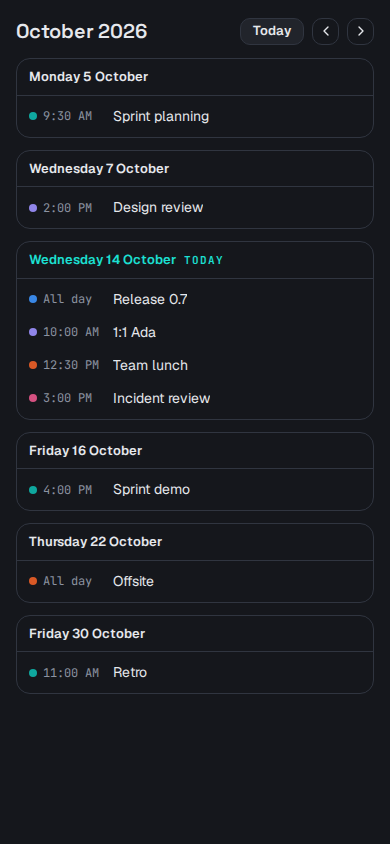 October 2026 Today
Monday 5 October
9:30 AM Sprint planning
Wednesday 7 October
2:00 PM Design review
Wednesday 14 October TODAY
All day Release 0.7
10:00 AM 1:1 Ada
12:30 PM Team lunch
3:00 PM Incident review
Friday 16 October
4:00 PM Sprint demo
Thursday 22 October
All day Offsite
Friday 30 October
11:00 AM Retro